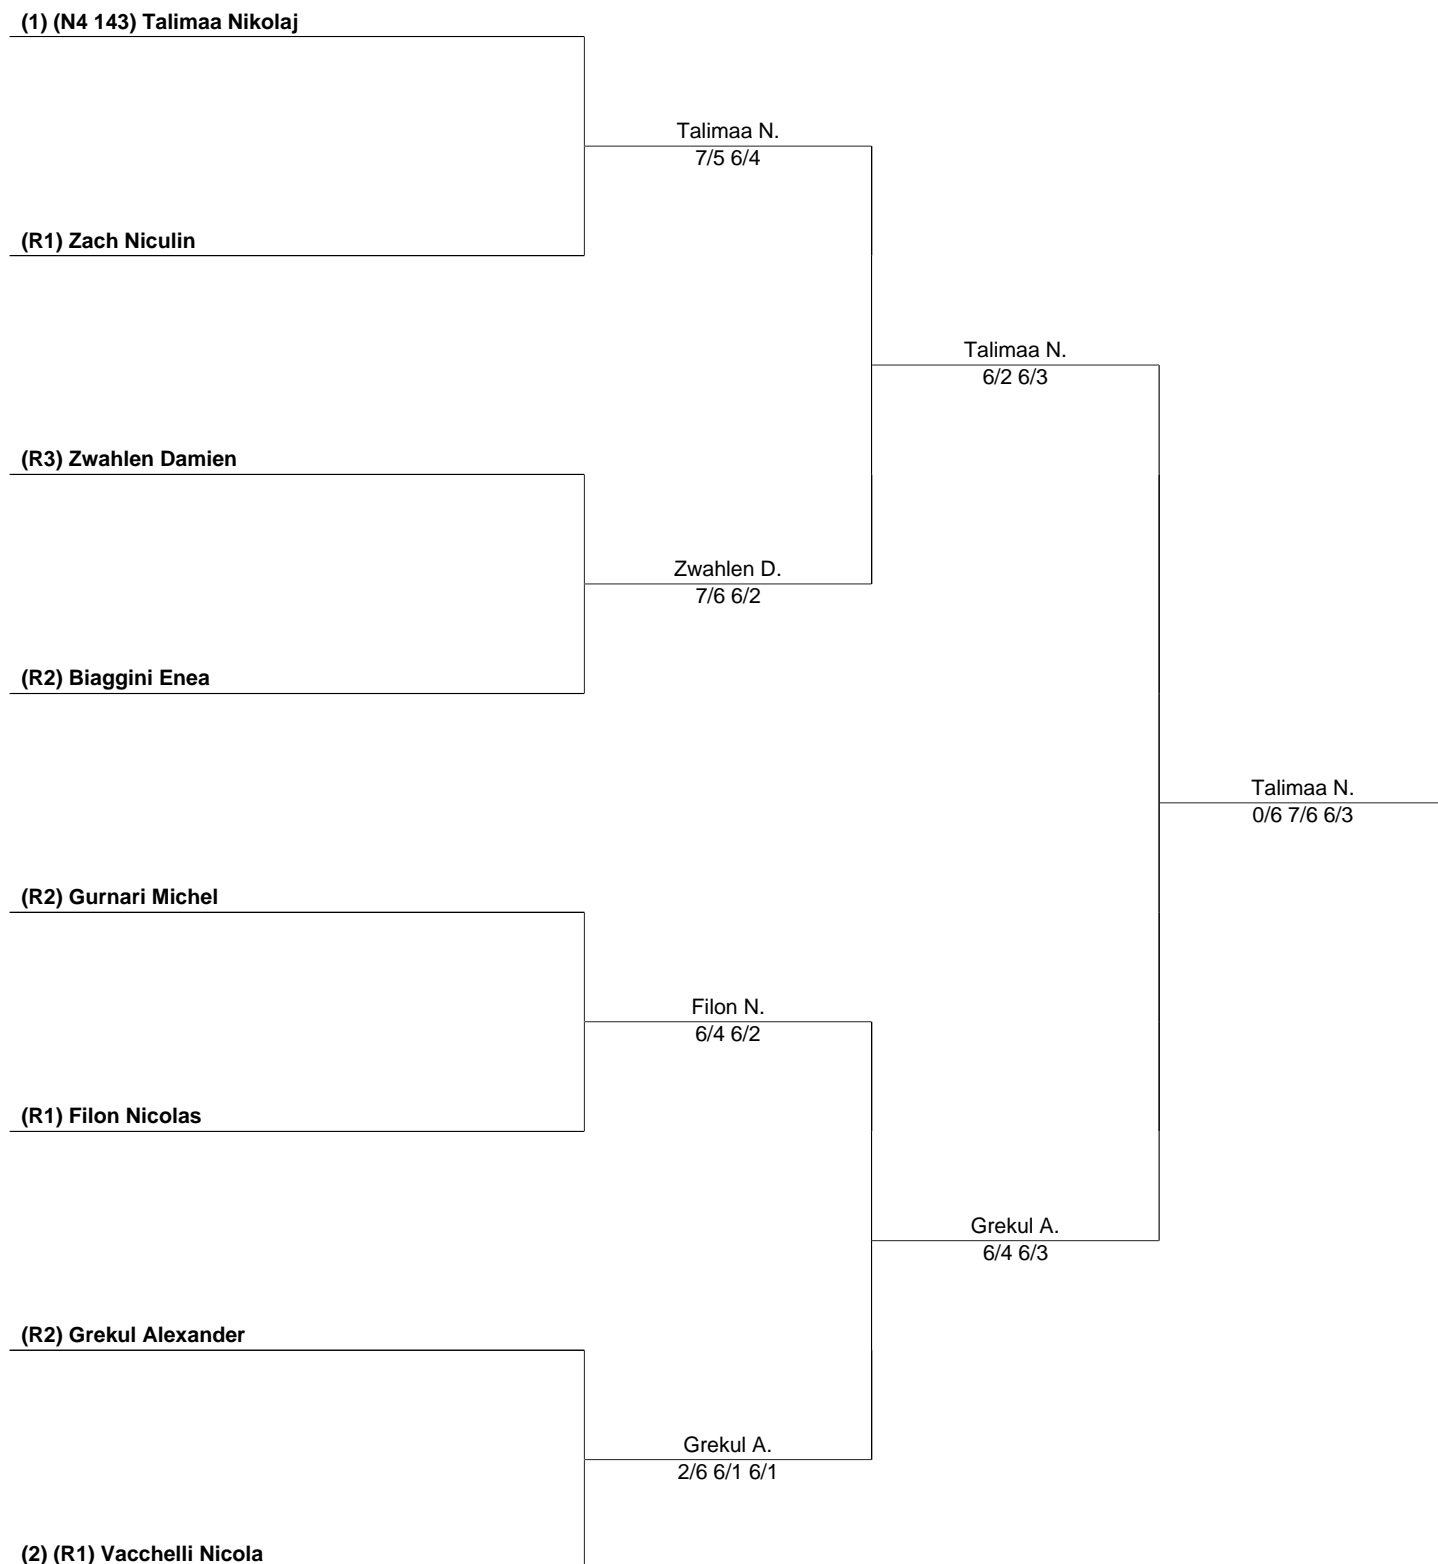 (1) (N4 143) Talimaa Nikolaj
Talimaa N.
7/5 6/4
(R1) Zach Niculin
Talimaa N.
6/2 6/3
(R3) Zwahlen Damien
Zwahlen D.
7/6 6/2
(R2) Biaggini Enea
Talimaa N.
0/6 7/6 6/3
(R2) Gurnari Michel
Filon N.
6/4 6/2
(R1) Filon Nicolas
Grekul A.
6/4 6/3
(R2) Grekul Alexander
Grekul A.
2/6 6/1 6/1
(2) (R1) Vacchelli Nicola